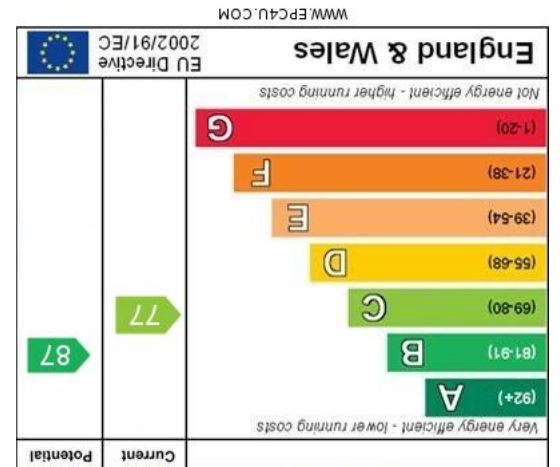 Current Potential
Very energy efficient - lower running costs
(92+) A
(81-91) B
(69-80) C
(55-68) D
(39-54) E
(21-38) F
(1-20) G
77
87
Not energy efficient - higher running costs
England & Wales
EU Directive
2002/91/EC
WWW.EPC4U.COM